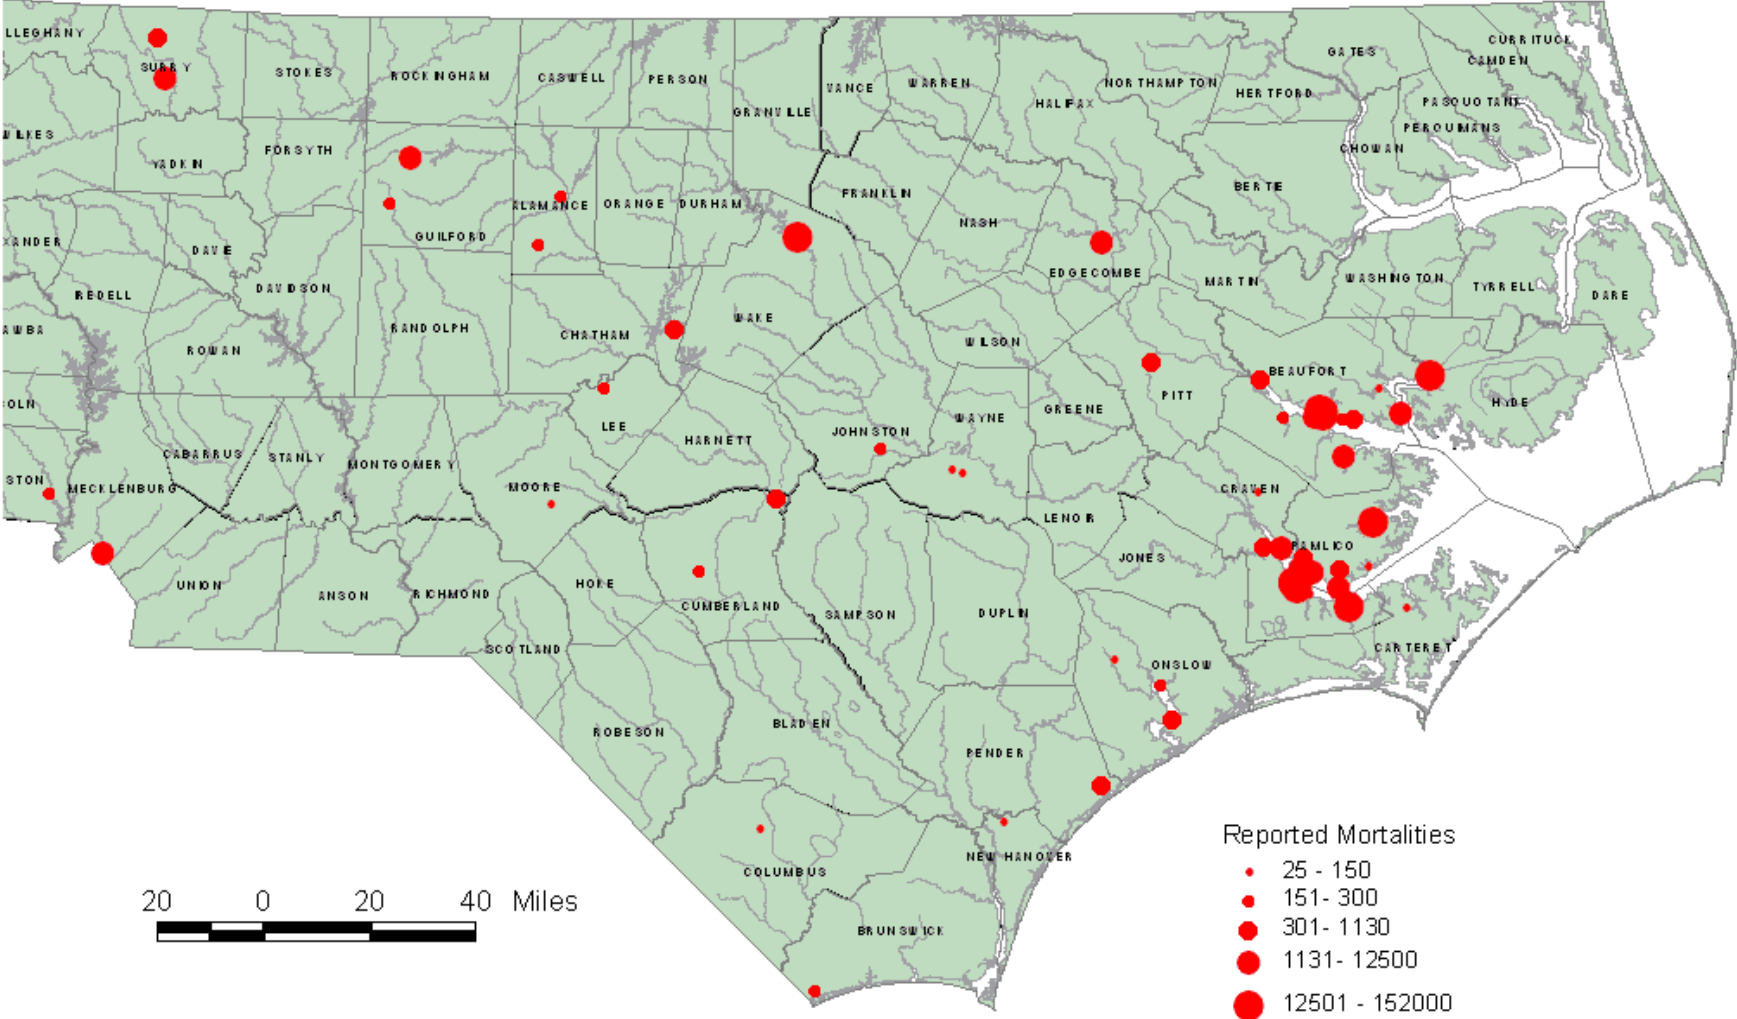 LLEGHANY
SURRY
STOKES
ROCKINGHAM
CASWELL
PERSON
GRANVILLE
VANCE
WARREN
HALIFAX
NORTHAMPTON
HERTFORD
GATES
CURRITUCK
CAMDEN
PASQUOTANK
PERQUIMANS
CHOWAN
WILKES
YADKIN
FORSYTH
GUILFORD
ALAMANCE
ORANGE
DURHAM
FRANKLIN
NASH
EDGECOMBE
BERTIE
MARTIN
WASHINGTON
TYRRELL
DARE
XANDER
DAVIE
REDELL
DAVIDSON
RANDOLPH
CHATHAM
WAKE
WILSON
PITT
BEAUFORT
HYDE
AWBA
ROWAN
OLN
CABARRUS
STANLY
MONTGOMERY
MOORE
LEE
HARNETT
JOHNSTON
WAYNE
GREENE
CRAVEN
STON
MECKLENBURG
LENOIR
JONES
PAMLICO
UNION
ANSON
RICHMOND
HOKE
CUMBERLAND
SAMPSON
DUPLIN
CARTERET
SCOTLAND
ONSLOW
ROBESON
BLADEN
PENDER
COLUMBUS
NEW HANOVER
BRUNSWICK
20 0 20 40 Miles
Reported Mortalities
25 - 150
151- 300
301- 1130
1131- 12500
12501 - 152000